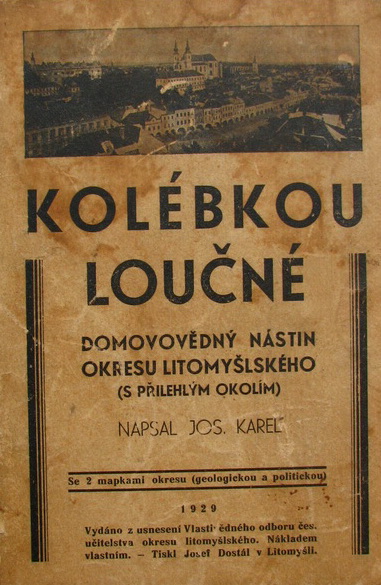 KOLÉBKOU
LOUČNÉ
DOMOVOVĚDNÝ NÁSTIN
OKRESU LITOMYŠLSKÉHO
(S PŘILEHLÝM OKOLÍM)
NAPSAL JOS. KAREL
Se 2 mapkami okresu (geologickou a politickou)
1929
Vydáno z usnesení Vlastivědného odboru čes.
učitelstva okresu litomyšlského. Nákladem
vlastním. — Tiskl Josef Dostál v Litomyšli.